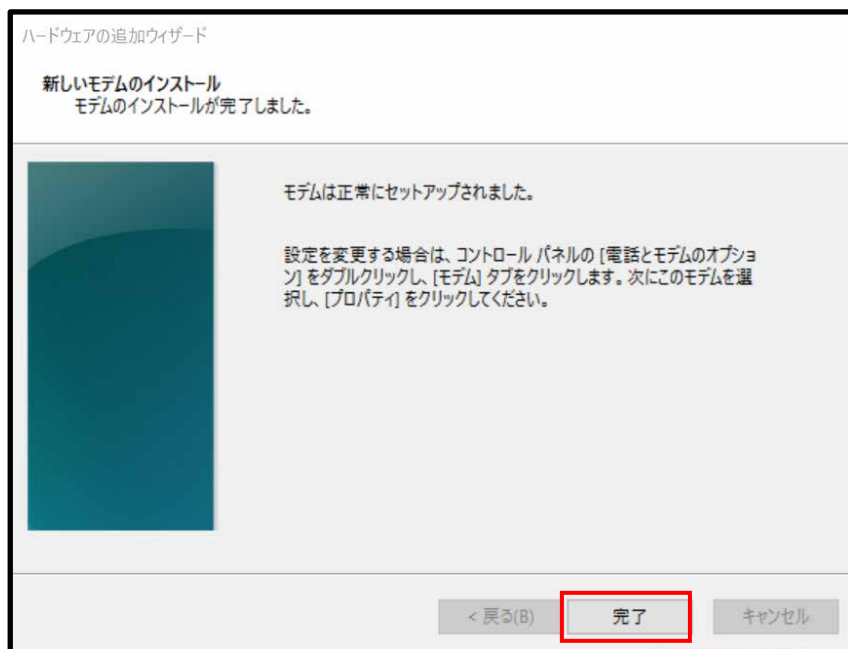 ハードウェアの追加ウィザード
新しいモデムのインストール
モデムのインストールが完了しました。
モデムは正常にセットアップされました。
設定を変更する場合は、コントロール パネルの [電話とモデムのオプショ
ン] をダブルクリックし、[モデム] タブをクリックします。次にこのモデムを選
択し、[プロパティ] をクリックしてください。
< 戻る(B) 完了 キャンセル